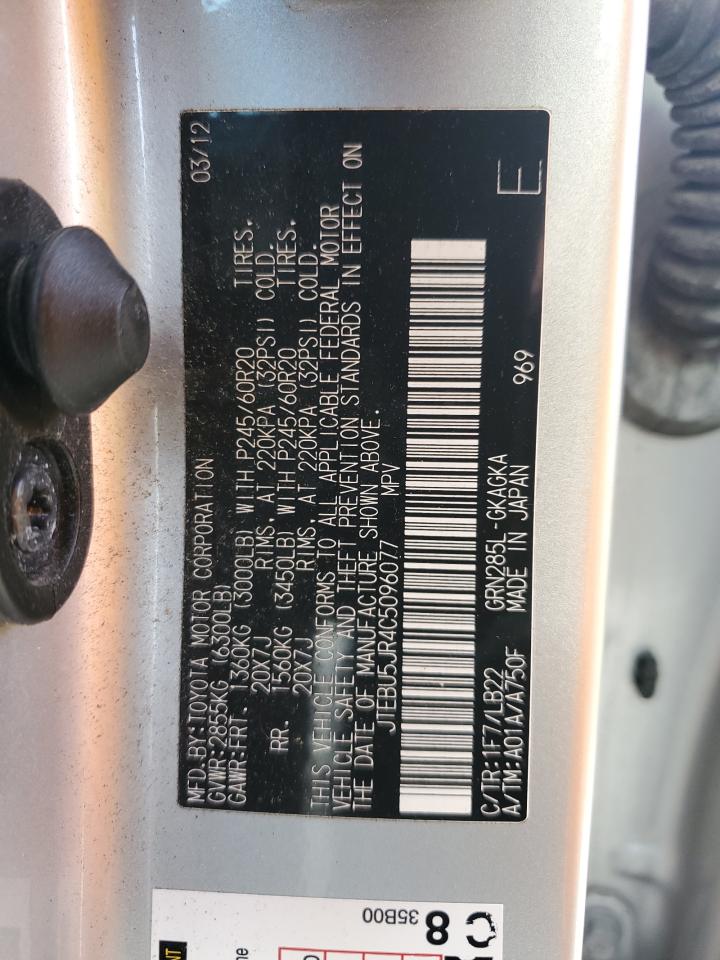 MFD.BY:TOYOTA MOTOR CORPORATION 03/12
GVWR:2855KG (6300LB)
GAWR:FRT. 1360KG (3000LB) WITH P245/60R20 TIRES.
20X7J RIMS, AT 220KPA (32PSI) COLD.
RR. 1560KG (3450LB) WITH P245/60R20 TIRES.
20X7J RIMS, AT 220KPA (32PSI) COLD.
THIS VEHICLE CONFORMS TO ALL APPLICABLE FEDERAL MOTOR
VEHICLE SAFETY AND THEFT PREVENTION STANDARDS IN EFFECT ON
THE DATE OF MANUFACTURE SHOWN ABOVE.
JTEBU5JR4C5096077 MPV
C/TR:1F7/LB22 GRN285L-GKAGKA 969
A/TM:A01A/A750F MADE IN JAPAN
E
35B00
8